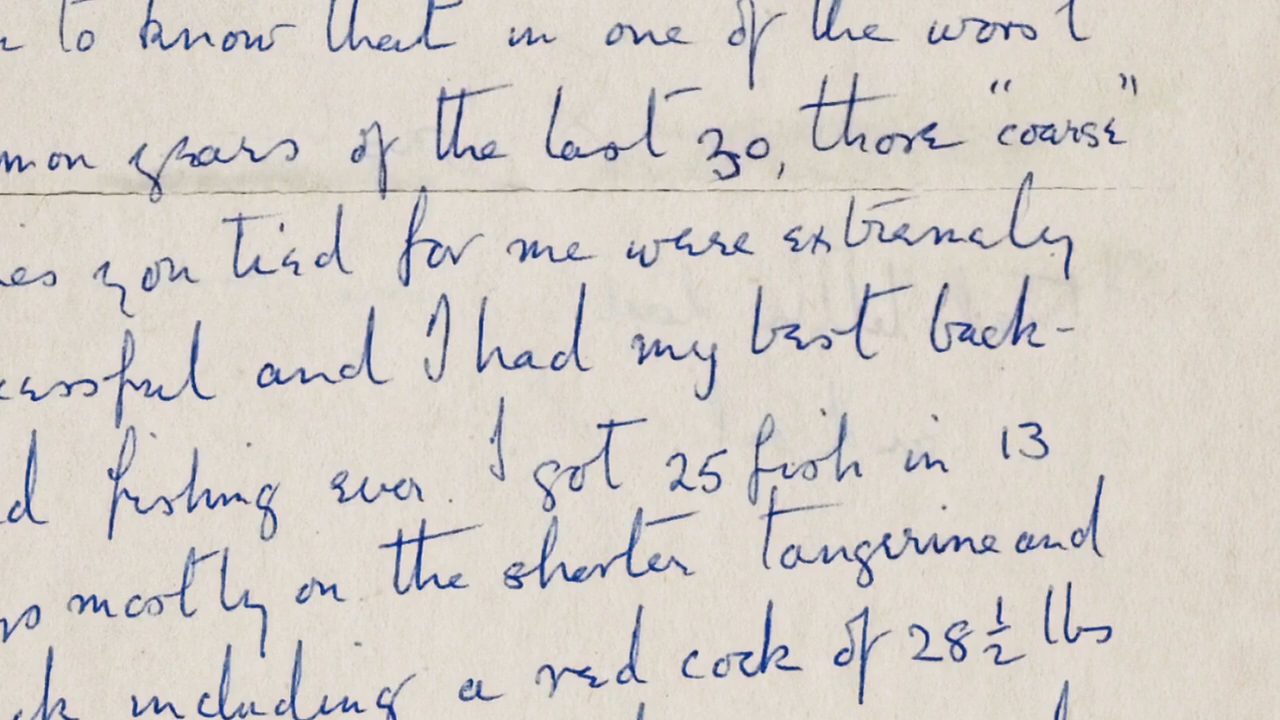 to know that in one of the worst
mon years of the last 30, those "coarse"
es you tied for me were extremely
cessful and I had my best back-
d fishing ever. I got 25 fish in 13
s mostly on the shorter tangerine and
ck including a red cock of 28½ lbs